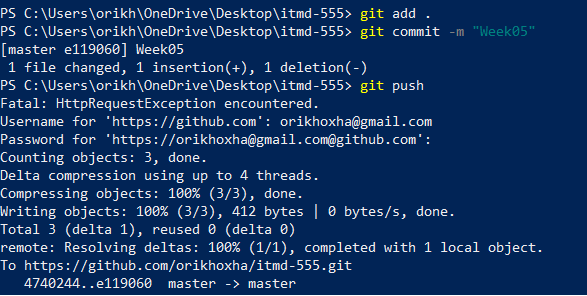 PS C:\Users\orikh\OneDrive\Desktop\itmd-555> git add .
PS C:\Users\orikh\OneDrive\Desktop\itmd-555> git commit -m "Week05"
[master e119060] Week05
 1 file changed, 1 insertion(+), 1 deletion(-)
PS C:\Users\orikh\OneDrive\Desktop\itmd-555> git push
Fatal: HttpRequestException encountered.
Username for 'https://github.com': orikhoxha@gmail.com
Password for 'https://orikhoxha@gmail.com@github.com':
Counting objects: 3, done.
Delta compression using up to 4 threads.
Compressing objects: 100% (3/3), done.
Writing objects: 100% (3/3), 412 bytes | 0 bytes/s, done.
Total 3 (delta 1), reused 0 (delta 0)
remote: Resolving deltas: 100% (1/1), completed with 1 local object.
To https://github.com/orikhoxha/itmd-555.git
   4740244..e119060  master -> master